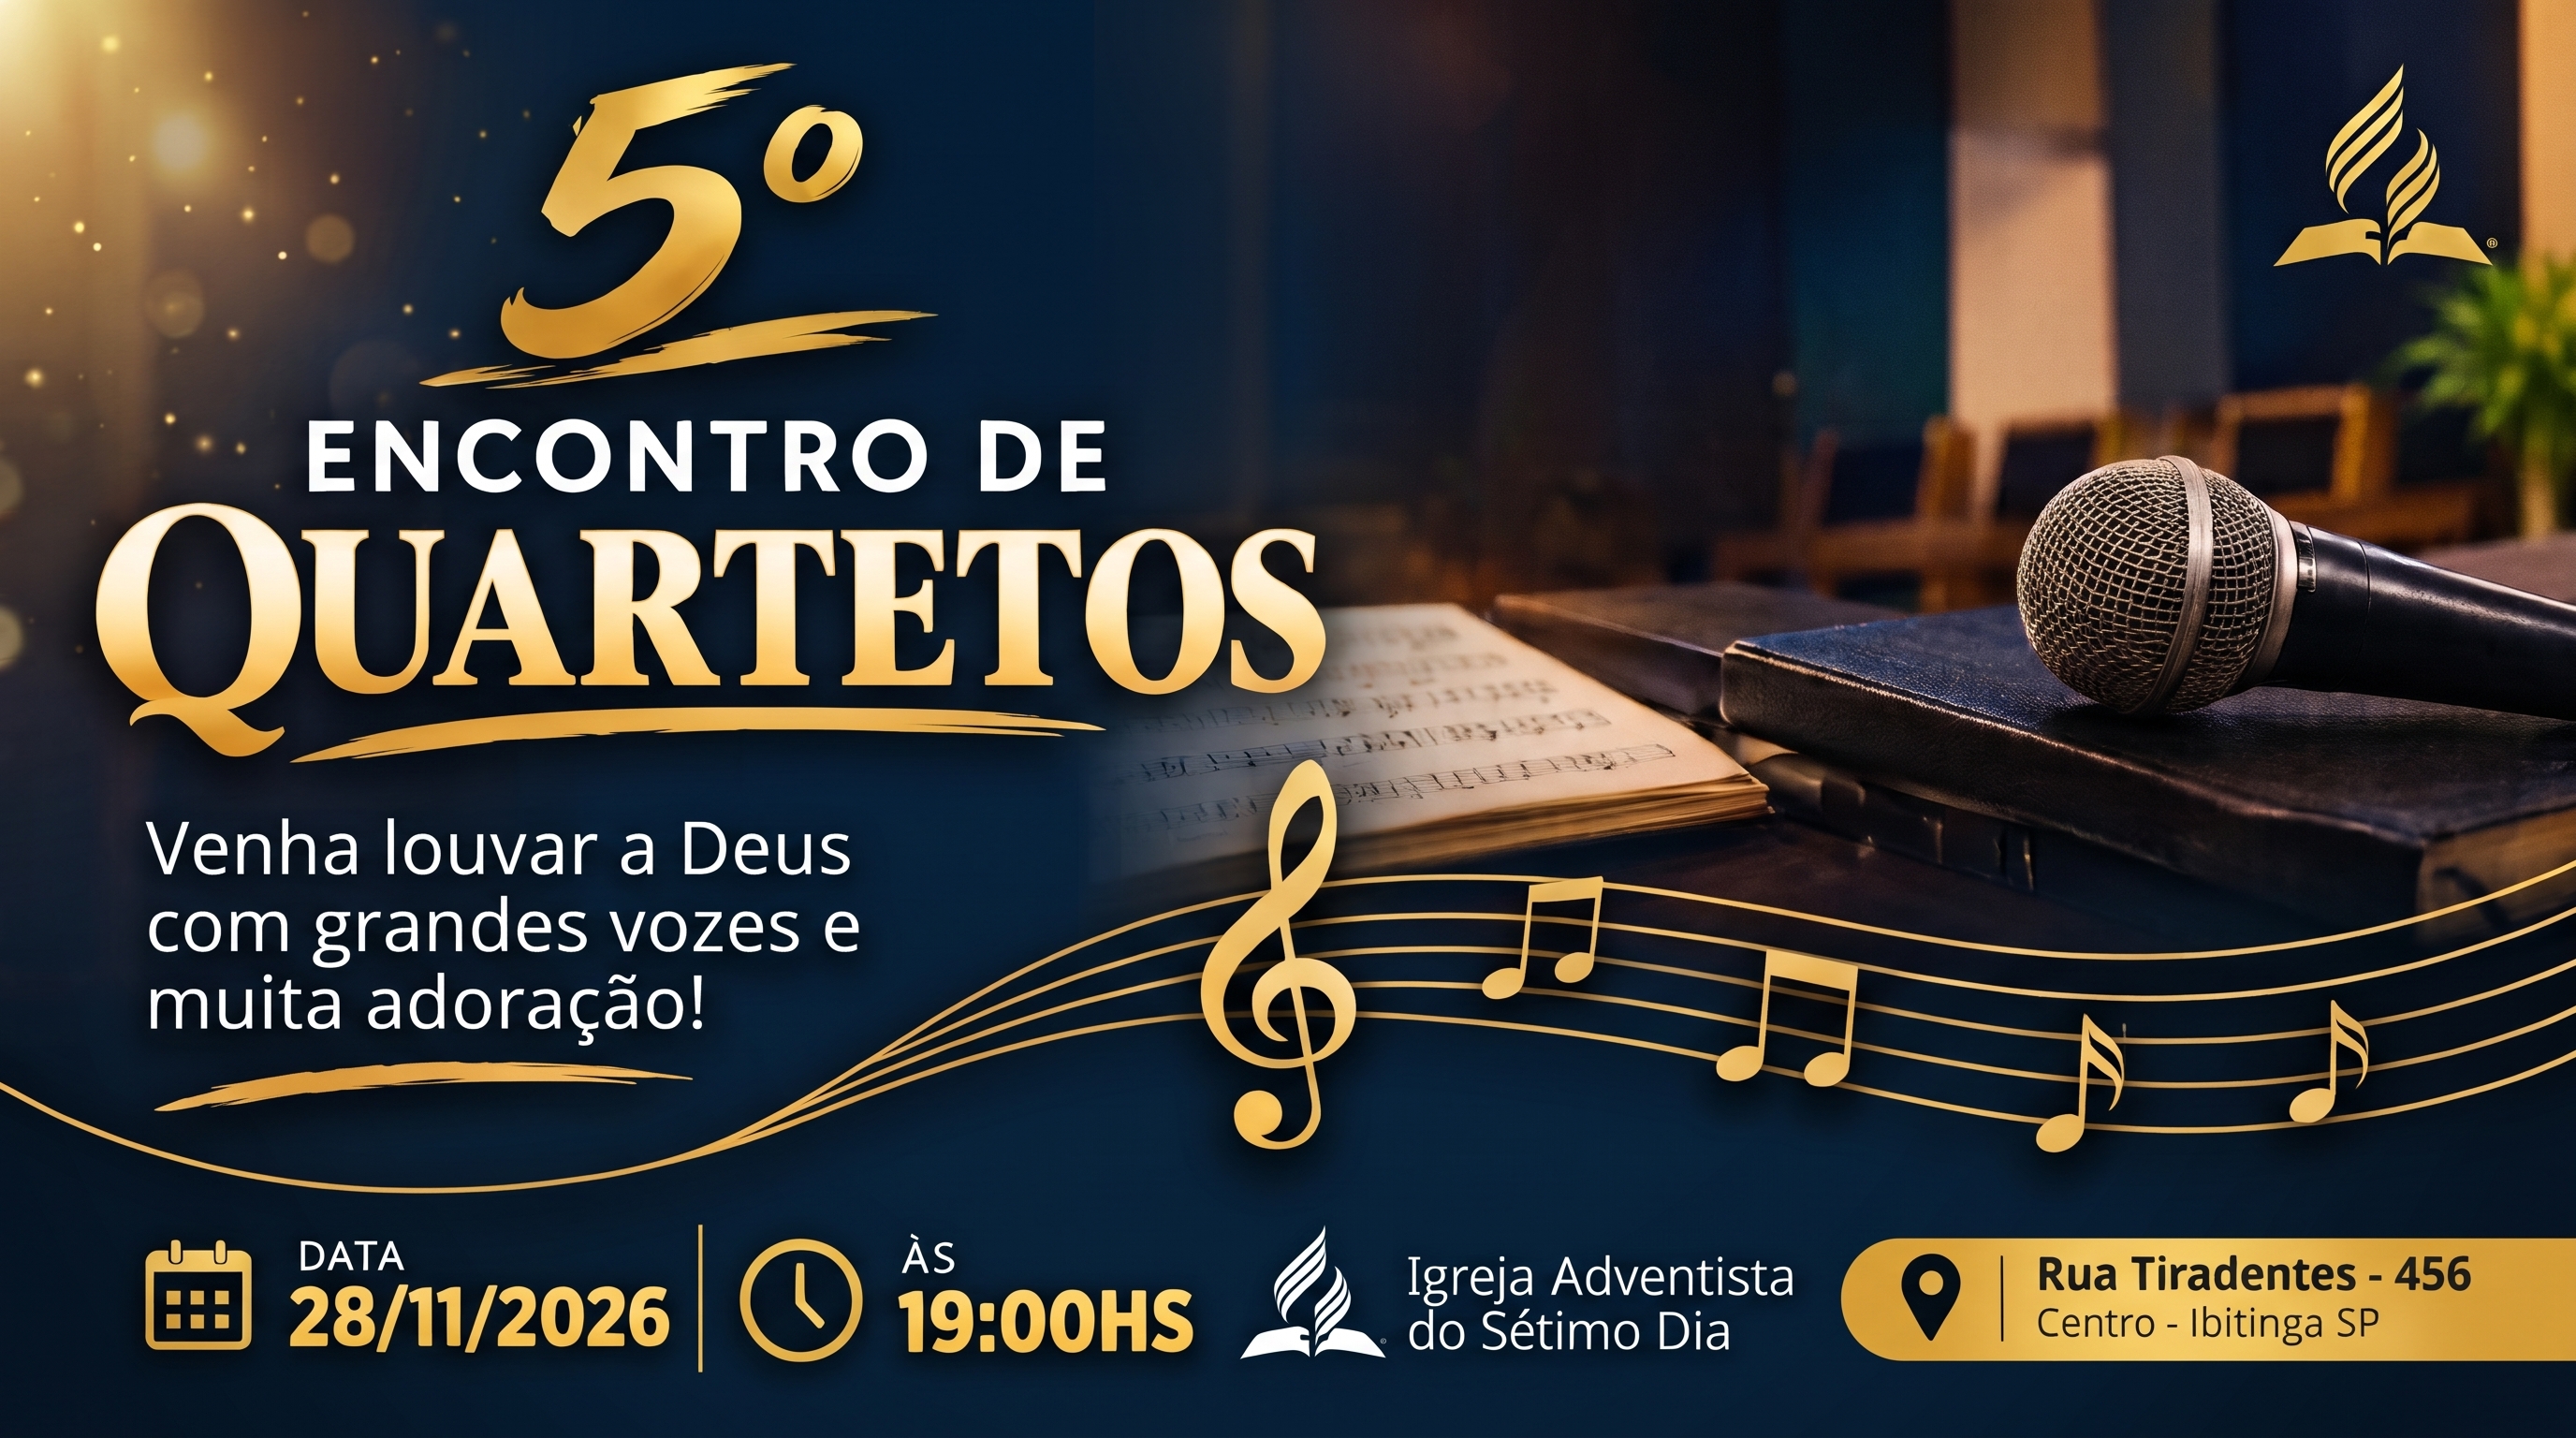 5º
ENCONTRO DE
QUARTETOS
Venha louvar a Deus
com grandes vozes e
muita adoração!
DATA
28/11/2026
ÀS
19:00HS
Igreja Adventista
do Sétimo Dia
Rua Tiradentes - 456
Centro - Ibitinga SP